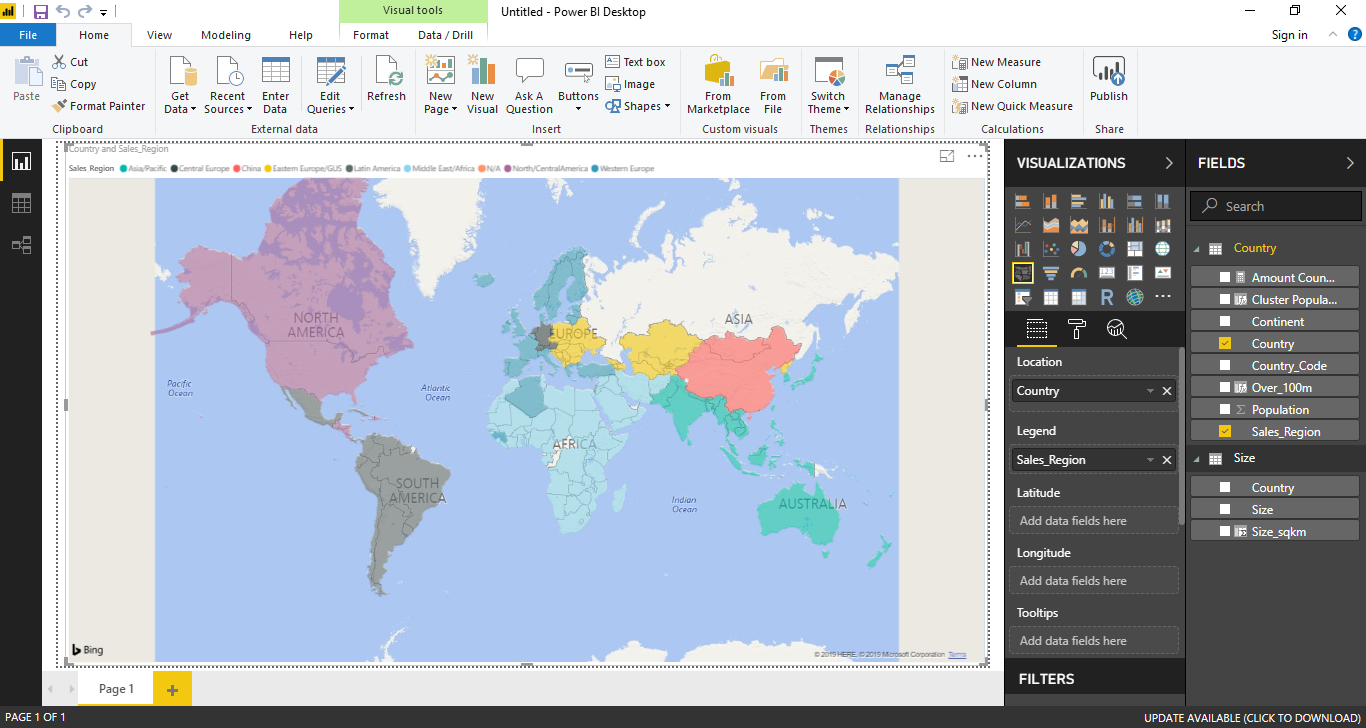 Visual tools
Untitled - Power BI Desktop
File
Home
View
Modeling
Help
Format
Data / Drill
Sign in
Paste
Cut
Copy
Format Painter
Clipboard
Get Data
Recent Sources
Enter Data
Edit Queries
Refresh
External data
New Page
New Visual
Ask A Question
Buttons
Text box
Image
Shapes
Insert
From Marketplace
From File
Custom visuals
Switch Theme
Themes
Manage Relationships
Relationships
New Measure
New Column
New Quick Measure
Calculations
Publish
Share
Country and Sales_Region
Sales Region Asia/Pacific Central Europe China Eastern Europe/GUS Latin America Middle East/Africa N/A North/CentralAmerica Western Europe
NORTH AMERICA
Pacific Ocean
Atlantic Ocean
EUROPE
ASIA
AFRICA
SOUTH AMERICA
Indian Ocean
AUSTRALIA
Bing
© 2019 HERE, © 2019 Microsoft Corporation Terms
VISUALIZATIONS
R
Location
Country
Legend
Sales_Region
Latitude
Add data fields here
Longitude
Add data fields here
Tooltips
Add data fields here
FILTERS
FIELDS
Search
Country
Amount Coun...
Cluster Popula...
Continent
Country
Country_Code
Over_100m
Population
Sales_Region
Size
Country
Size
Size_sqkm
Page 1
PAGE 1 OF 1
UPDATE AVAILABLE (CLICK TO DOWNLOAD)